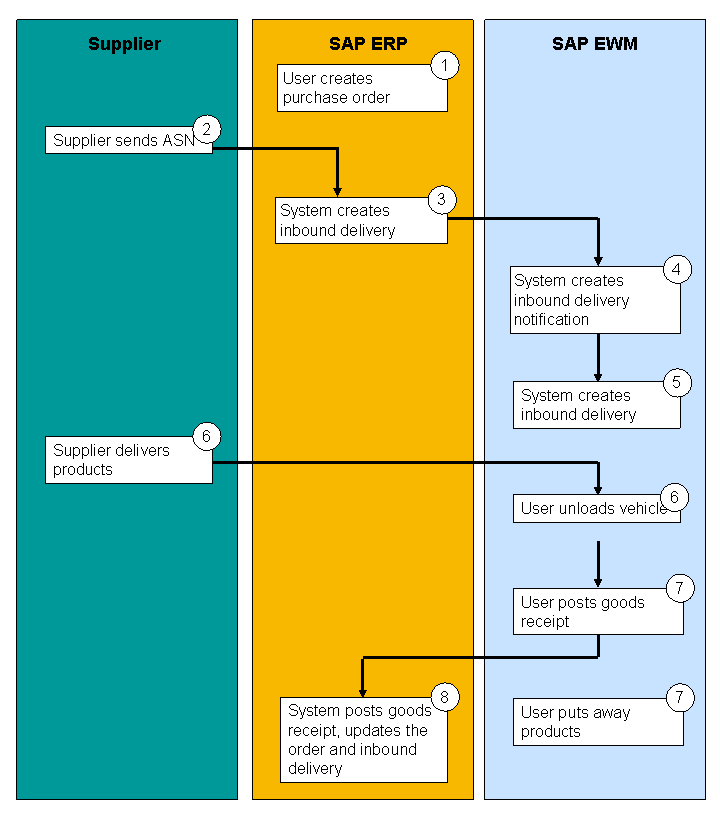 Supplier
SAP ERP
SAP EWM
1
User creates
purchase order
2
Supplier sends ASN
3
System creates
inbound delivery
4
System creates
inbound delivery
notification
5
System creates
inbound delivery
6
Supplier delivers
products
6
User unloads vehicle
7
User posts goods
receipt
8
System posts goods
receipt, updates the
order and inbound
delivery
7
User puts away
products